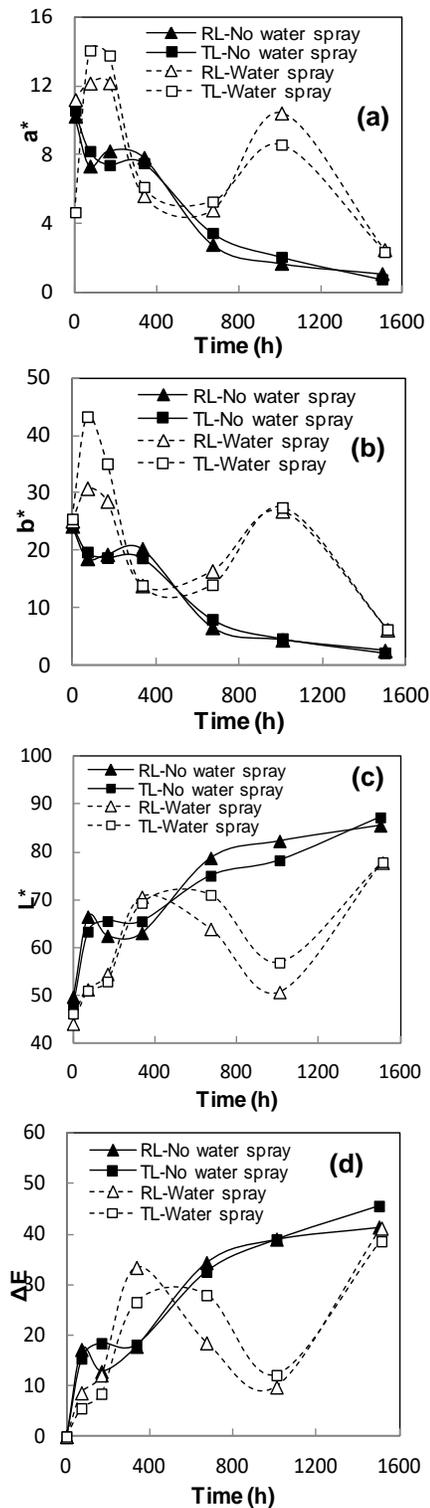 16
RL-No water spray
TL-No water spray
RL-Water spray
TL-Water spray
12
(a)
a*
8
4
0
0 400 800 1200 1600
Time (h)
50
RL-No water spray
40
TL-No water spray
RL-Water spray
TL-Water spray
(b)
30
b*
20
10
0
0 400 800 1200 1600
Time (h)
100
RL-No water spray
(c)
TL-No water spray
90
RL-Water spray
TL-Water spray
80
70
L*
60
50
40
0 400 800 1200 1600
Time (h)
60
RL-No water spray
(d)
TL-No water spray
50
RL-Water spray
TL-Water spray
40
30
ΔE
20
10
0
0 400 800 1200 1600
Time (h)